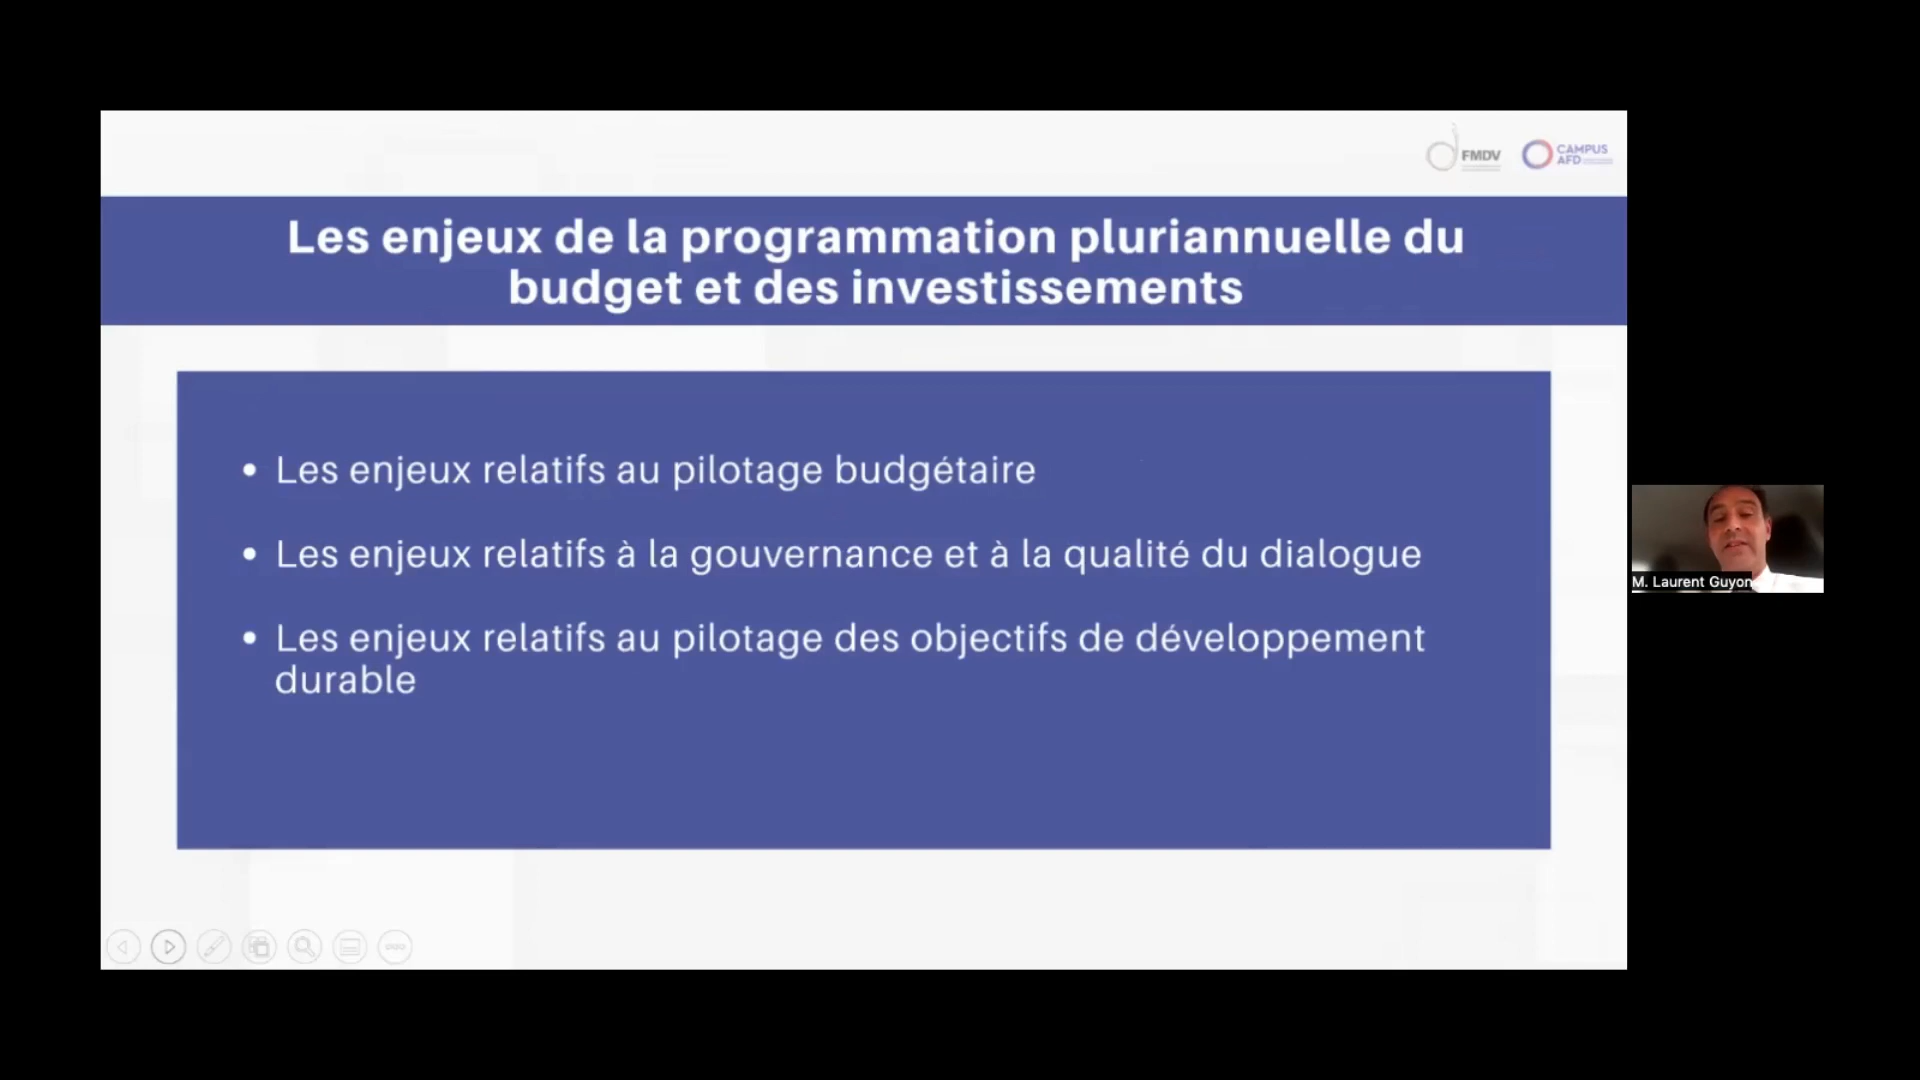 FMDV
CAMPUS
AFD
Les enjeux de la programmation pluriannuelle du
budget et des investissements
• Les enjeux relatifs au pilotage budgétaire
• Les enjeux relatifs à la gouvernance et à la qualité du dialogue
• Les enjeux relatifs au pilotage des objectifs de développement
durable
M. Laurent Guyon